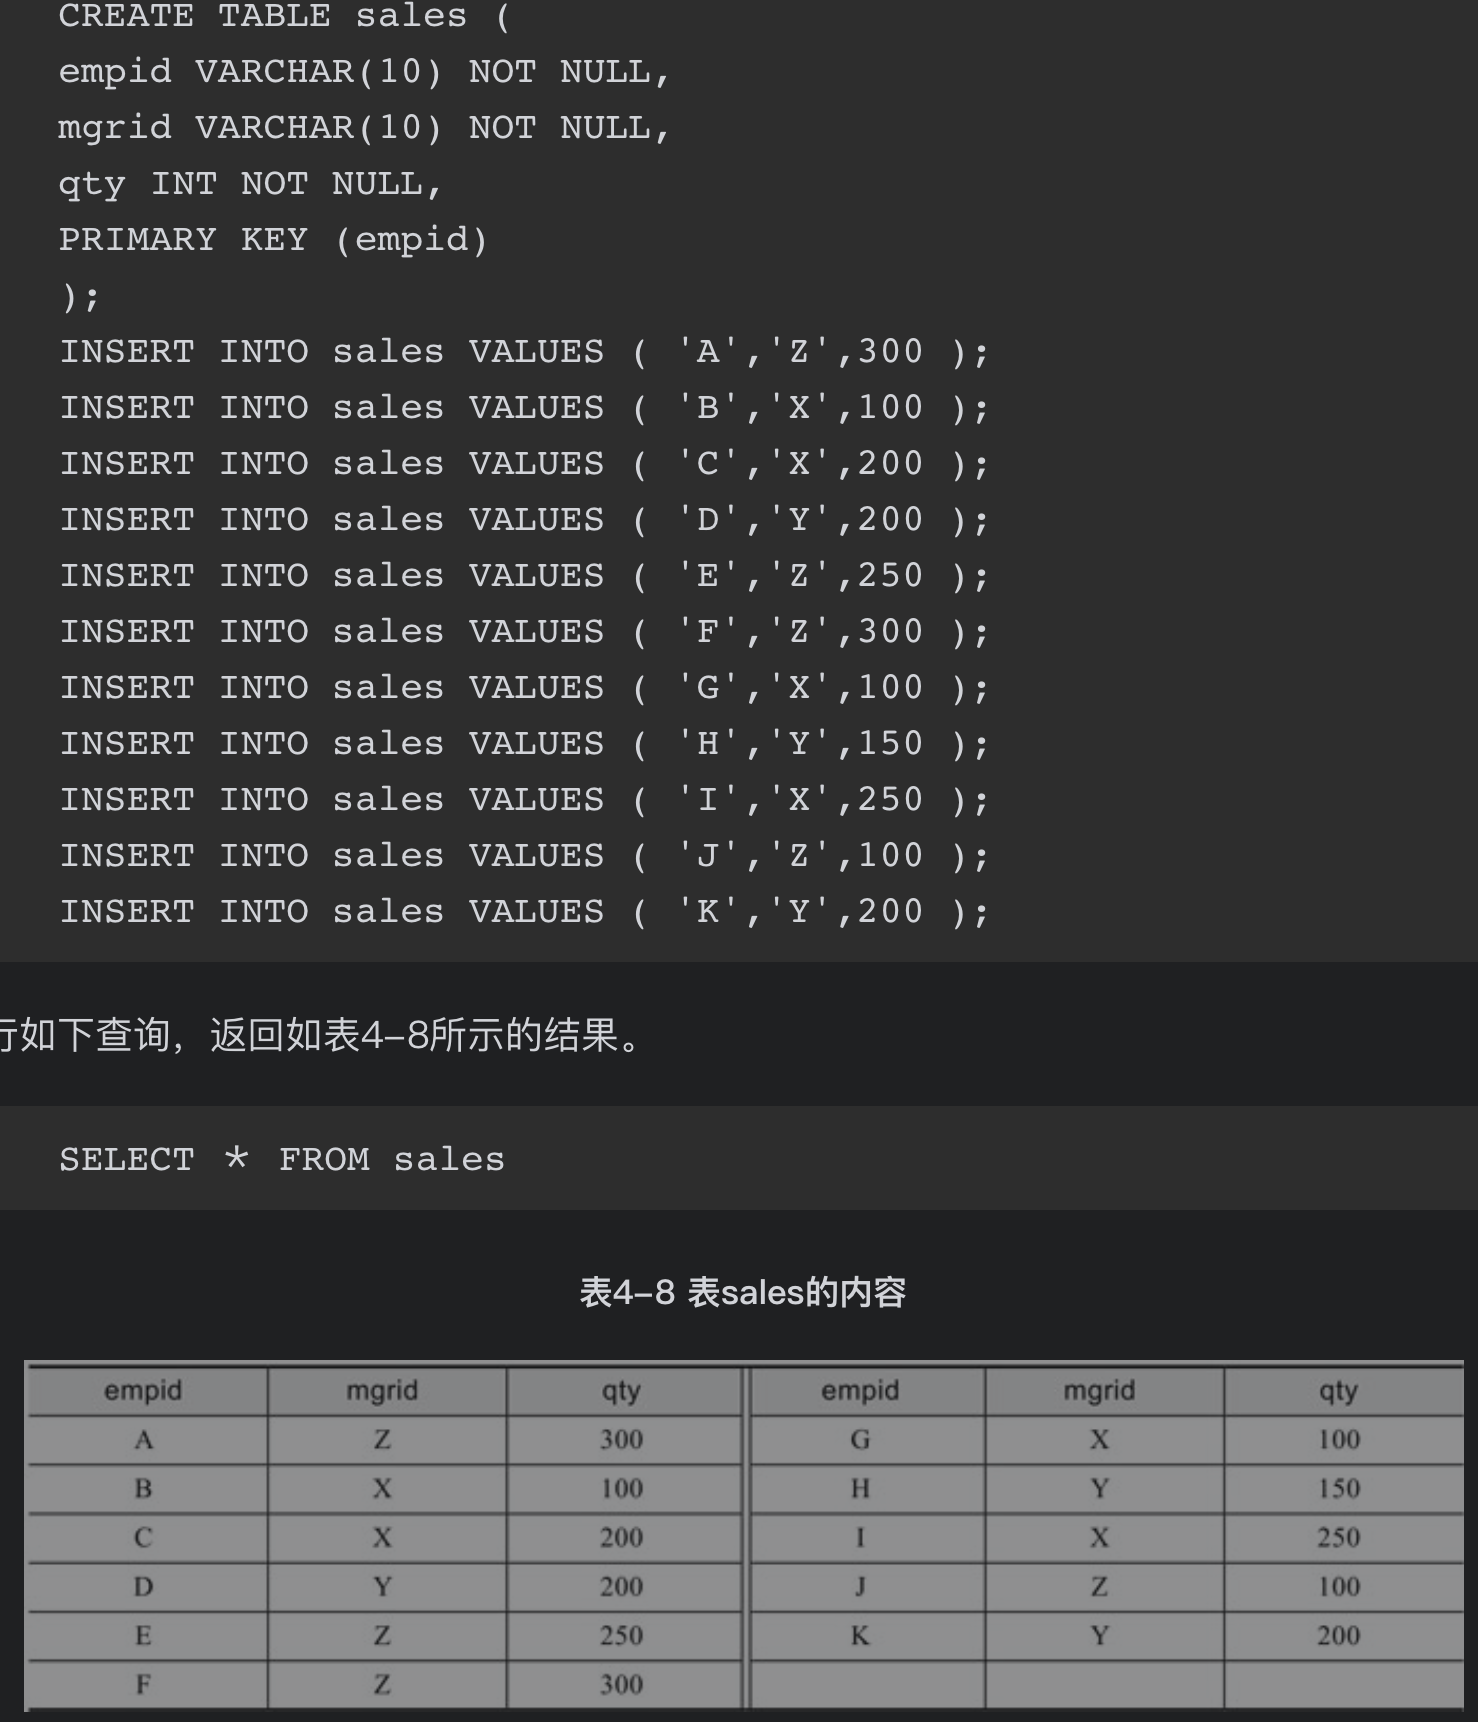 CREATE TABLE sales (
empid VARCHAR(10) NOT NULL,
mgrid VARCHAR(10) NOT NULL,
qty INT NOT NULL,
PRIMARY KEY (empid)
);
INSERT INTO sales VALUES ( 'A','Z',300 );
INSERT INTO sales VALUES ( 'B','X',100 );
INSERT INTO sales VALUES ( 'C','X',200 );
INSERT INTO sales VALUES ( 'D','Y',200 );
INSERT INTO sales VALUES ( 'E','Z',250 );
INSERT INTO sales VALUES ( 'F','Z',300 );
INSERT INTO sales VALUES ( 'G','X',100 );
INSERT INTO sales VALUES ( 'H','Y',150 );
INSERT INTO sales VALUES ( 'I','X',250 );
INSERT INTO sales VALUES ( 'J','Z',100 );
INSERT INTO sales VALUES ( 'K','Y',200 );
行如下查询，返回如表4–8所示的结果。
SELECT * FROM sales
表4–8 表sales的内容
empid mgrid qty empid mgrid qty
A Z 300 G X 100
B X 100 H Y 150
C X 200 I X 250
D Y 200 J Z 100
E Z 250 K Y 200
F Z 300